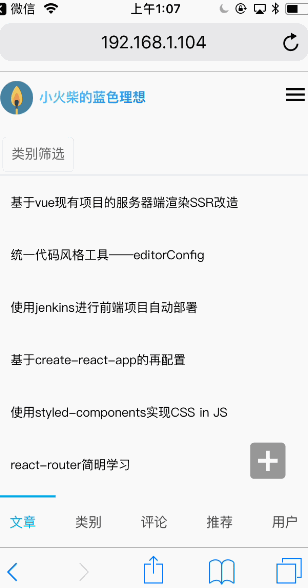 微信 上午1:07
192.168.1.104
小火柴的蓝色理想
类别筛选
基于vue现有项目的服务器端渲染SSR改造
统一代码风格工具——editorConfig
使用jenkins进行前端项目自动部署
基于create-react-app的再配置
使用styled-components实现CSS in JS
react-router简明学习
文章 类别 评论 推荐 用户